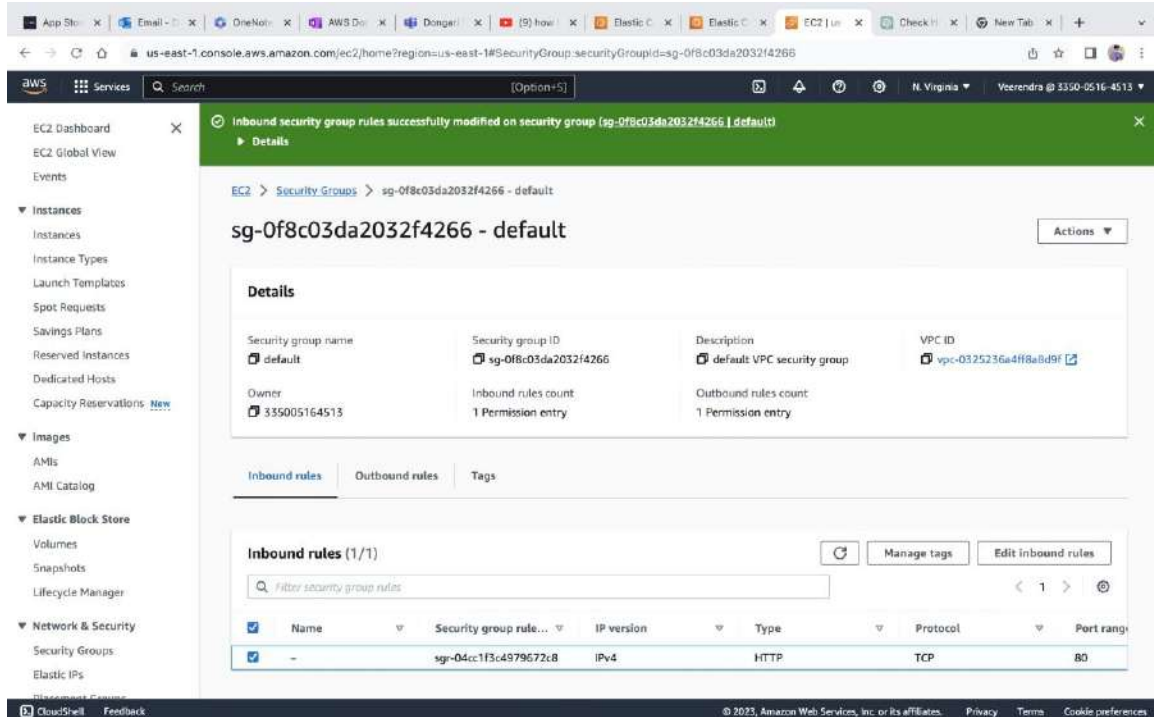 App Sto
Email -
OneNot
AWS Do
Dongari
(9) how
Elastic C
Elastic C
EC2 | us
Check
New Tab
us-east-1.console.aws.amazon.com/ec2/home?region=us-east-1#SecurityGroup:securityGroupId=sg-0f8c03da2032f4266
aws Services Search [Option+S] N. Virginia Veerendra @ 3350-0516-4513
EC2 Dashboard
EC2 Global View
Events
Instances
Instances
Instance Types
Launch Templates
Spot Requests
Savings Plans
Reserved Instances
Dedicated Hosts
Capacity Reservations New
Images
AMIs
AMI Catalog
Elastic Block Store
Volumes
Snapshots
Lifecycle Manager
Network & Security
Security Groups
Elastic IPs
Placement Groups
Inbound security group rules successfully modified on security group (sg-0f8c03da2032f4266 | default)
Details
EC2 > Security Groups > sg-0f8c03da2032f4266 - default
sg-0f8c03da2032f4266 - default
Actions
Details
Security group name
default
Security group ID
sg-0f8c03da2032f4266
Description
default VPC security group
VPC ID
vpc-0325236a4ff8a8d9f
Owner
335005164513
Inbound rules count
1 Permission entry
Outbound rules count
1 Permission entry
Inbound rules Outbound rules Tags
Inbound rules (1/1)
Manage tags Edit inbound rules
Filter security group rules
1
Name Security group rule... IP version Type Protocol Port rang
- sgr-04cc1f3c4979672c8 IPv4 HTTP TCP 80
CloudShell Feedback © 2023, Amazon Web Services, Inc. or its affiliates. Privacy Terms Cookie preferences